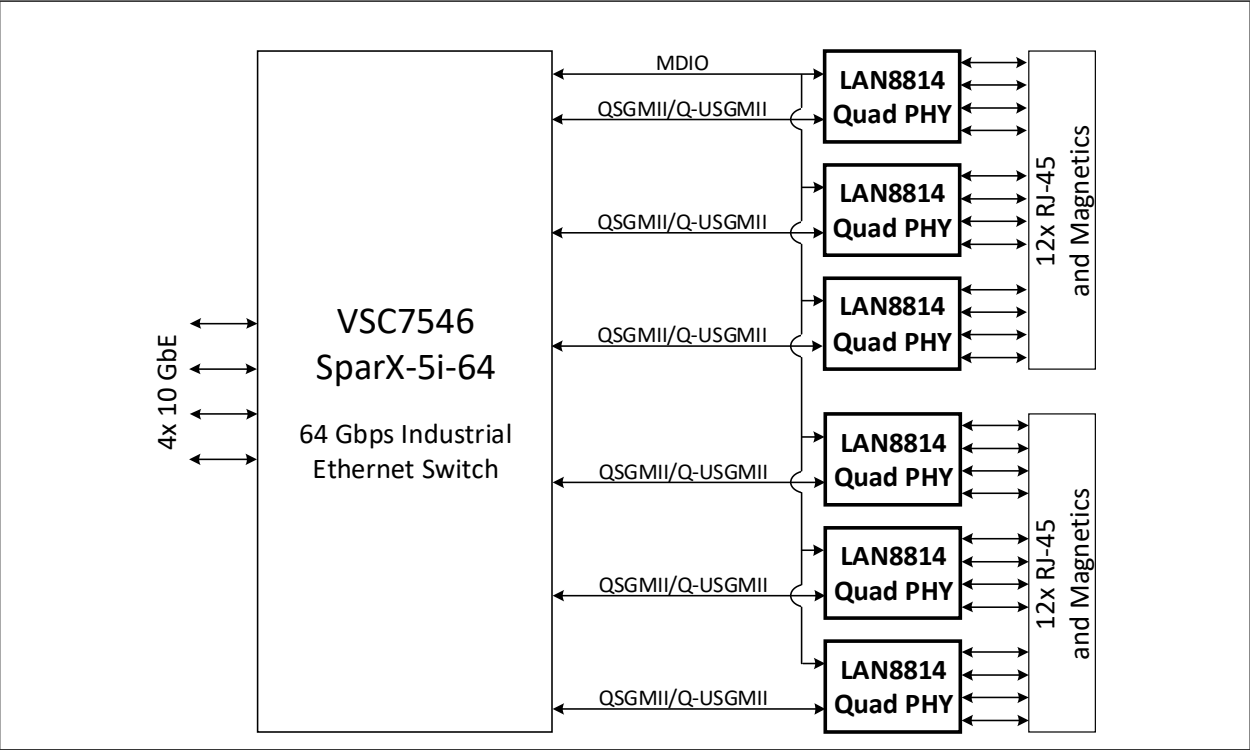 MDIO
QSGMII/Q-USGMII
LAN8814
Quad PHY
QSGMII/Q-USGMII
LAN8814
Quad PHY
QSGMII/Q-USGMII
LAN8814
Quad PHY
12x RJ-45
and Magnetics
4x 10 GbE
VSC7546
SparX-5i-64
64 Gbps Industrial
Ethernet Switch
QSGMII/Q-USGMII
LAN8814
Quad PHY
QSGMII/Q-USGMII
LAN8814
Quad PHY
QSGMII/Q-USGMII
LAN8814
Quad PHY
12x RJ-45
and Magnetics